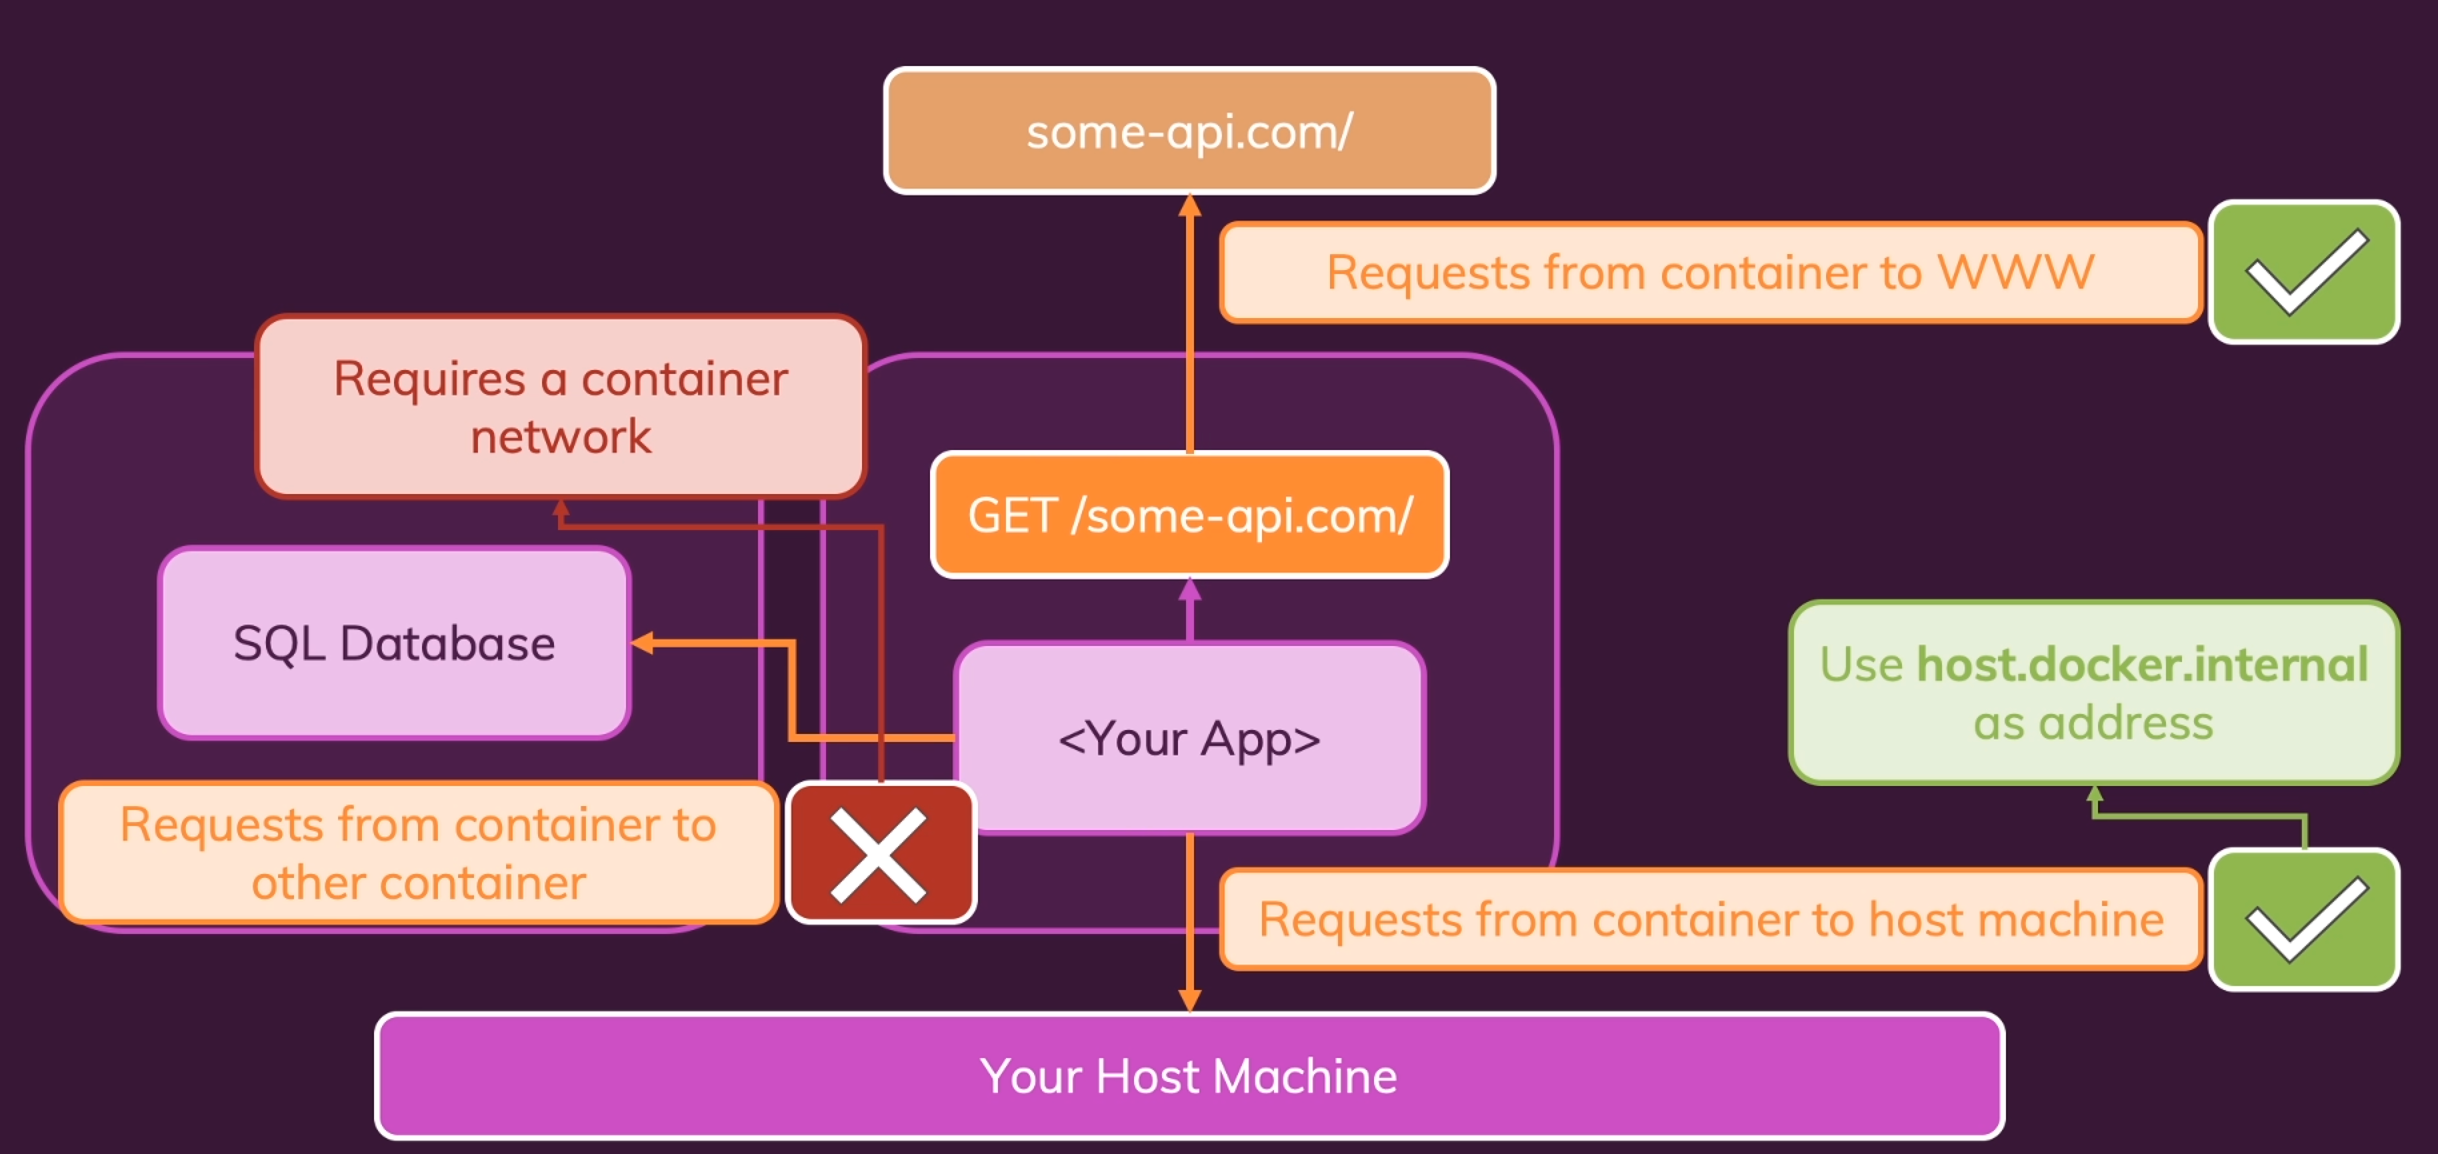 some-api.com/
Requests from container to WWW
Requires a container
network
GET /some-api.com/
SQL Database
<Your App>
Use host.docker.internal
as address
Requests from container to
other container
Requests from container to host machine
Your Host Machine